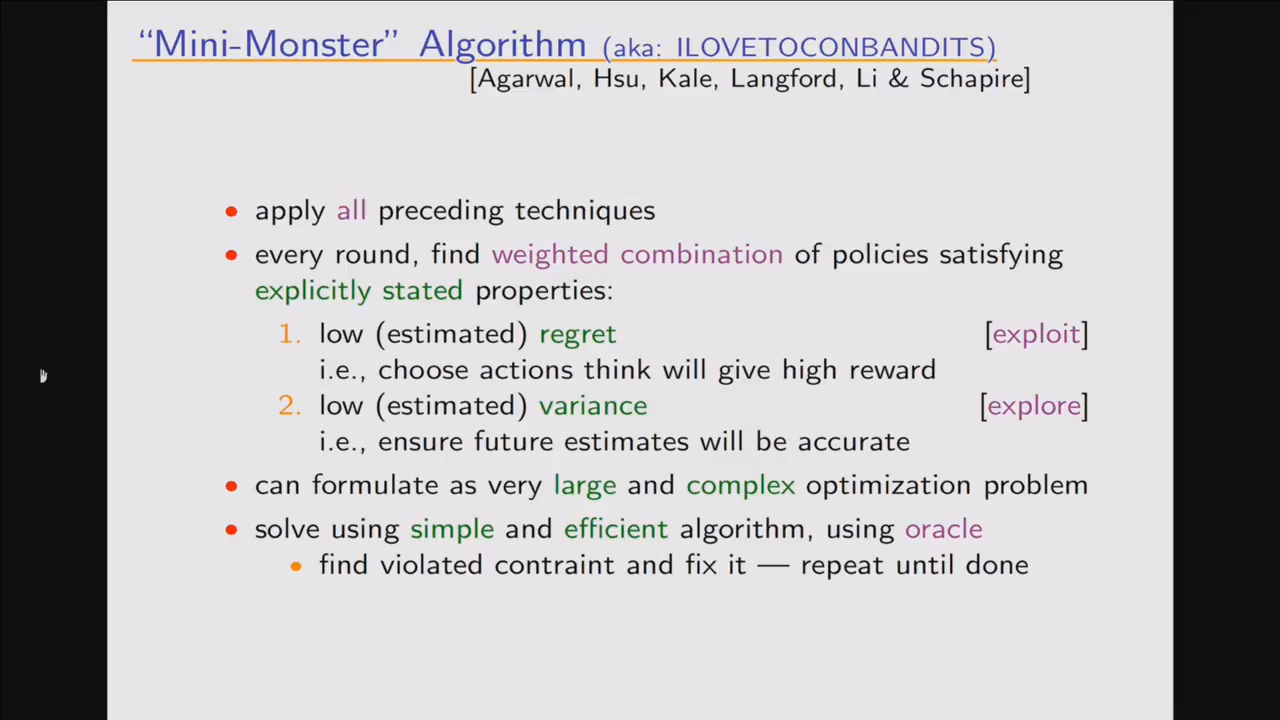 “Mini-Monster” Algorithm (aka: ILOVETOCONBANDITS)
[Agarwal, Hsu, Kale, Langford, Li & Schapire]
• apply all preceding techniques
• every round, find weighted combination of policies satisfying
explicitly stated properties:
1. low (estimated) regret [exploit]
i.e., choose actions think will give high reward
2. low (estimated) variance [explore]
i.e., ensure future estimates will be accurate
• can formulate as very large and complex optimization problem
• solve using simple and efficient algorithm, using oracle
• find violated contraint and fix it — repeat until done